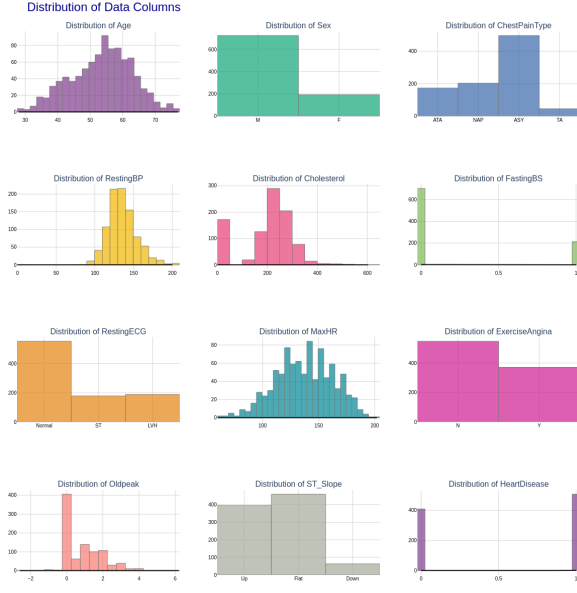 Distribution of Data Columns
Distribution of Age
80
60
40
20
0
30 40 50 60 70
Distribution of Sex
600
400
200
0
M F
Distribution of ChestPainType
400
200
0
ATA NAP ASY TA
Distribution of RestingBP
200
150
100
50
0
0 50 100 150 200
Distribution of Cholesterol
300
200
100
0
0 200 400 600
Distribution of FastingBS
600
400
200
0
0 0.5
Distribution of RestingECG
400
200
0
Normal ST LVH
Distribution of MaxHR
80
60
40
20
0
100 150 200
Distribution of ExerciseAngina
400
200
0
N Y
Distribution of Oldpeak
400
300
200
100
0
−2 0 2 4 6
Distribution of ST_Slope
400
300
200
100
0
Up Flat Down
Distribution of HeartDisease
400
200
0
0 0.5